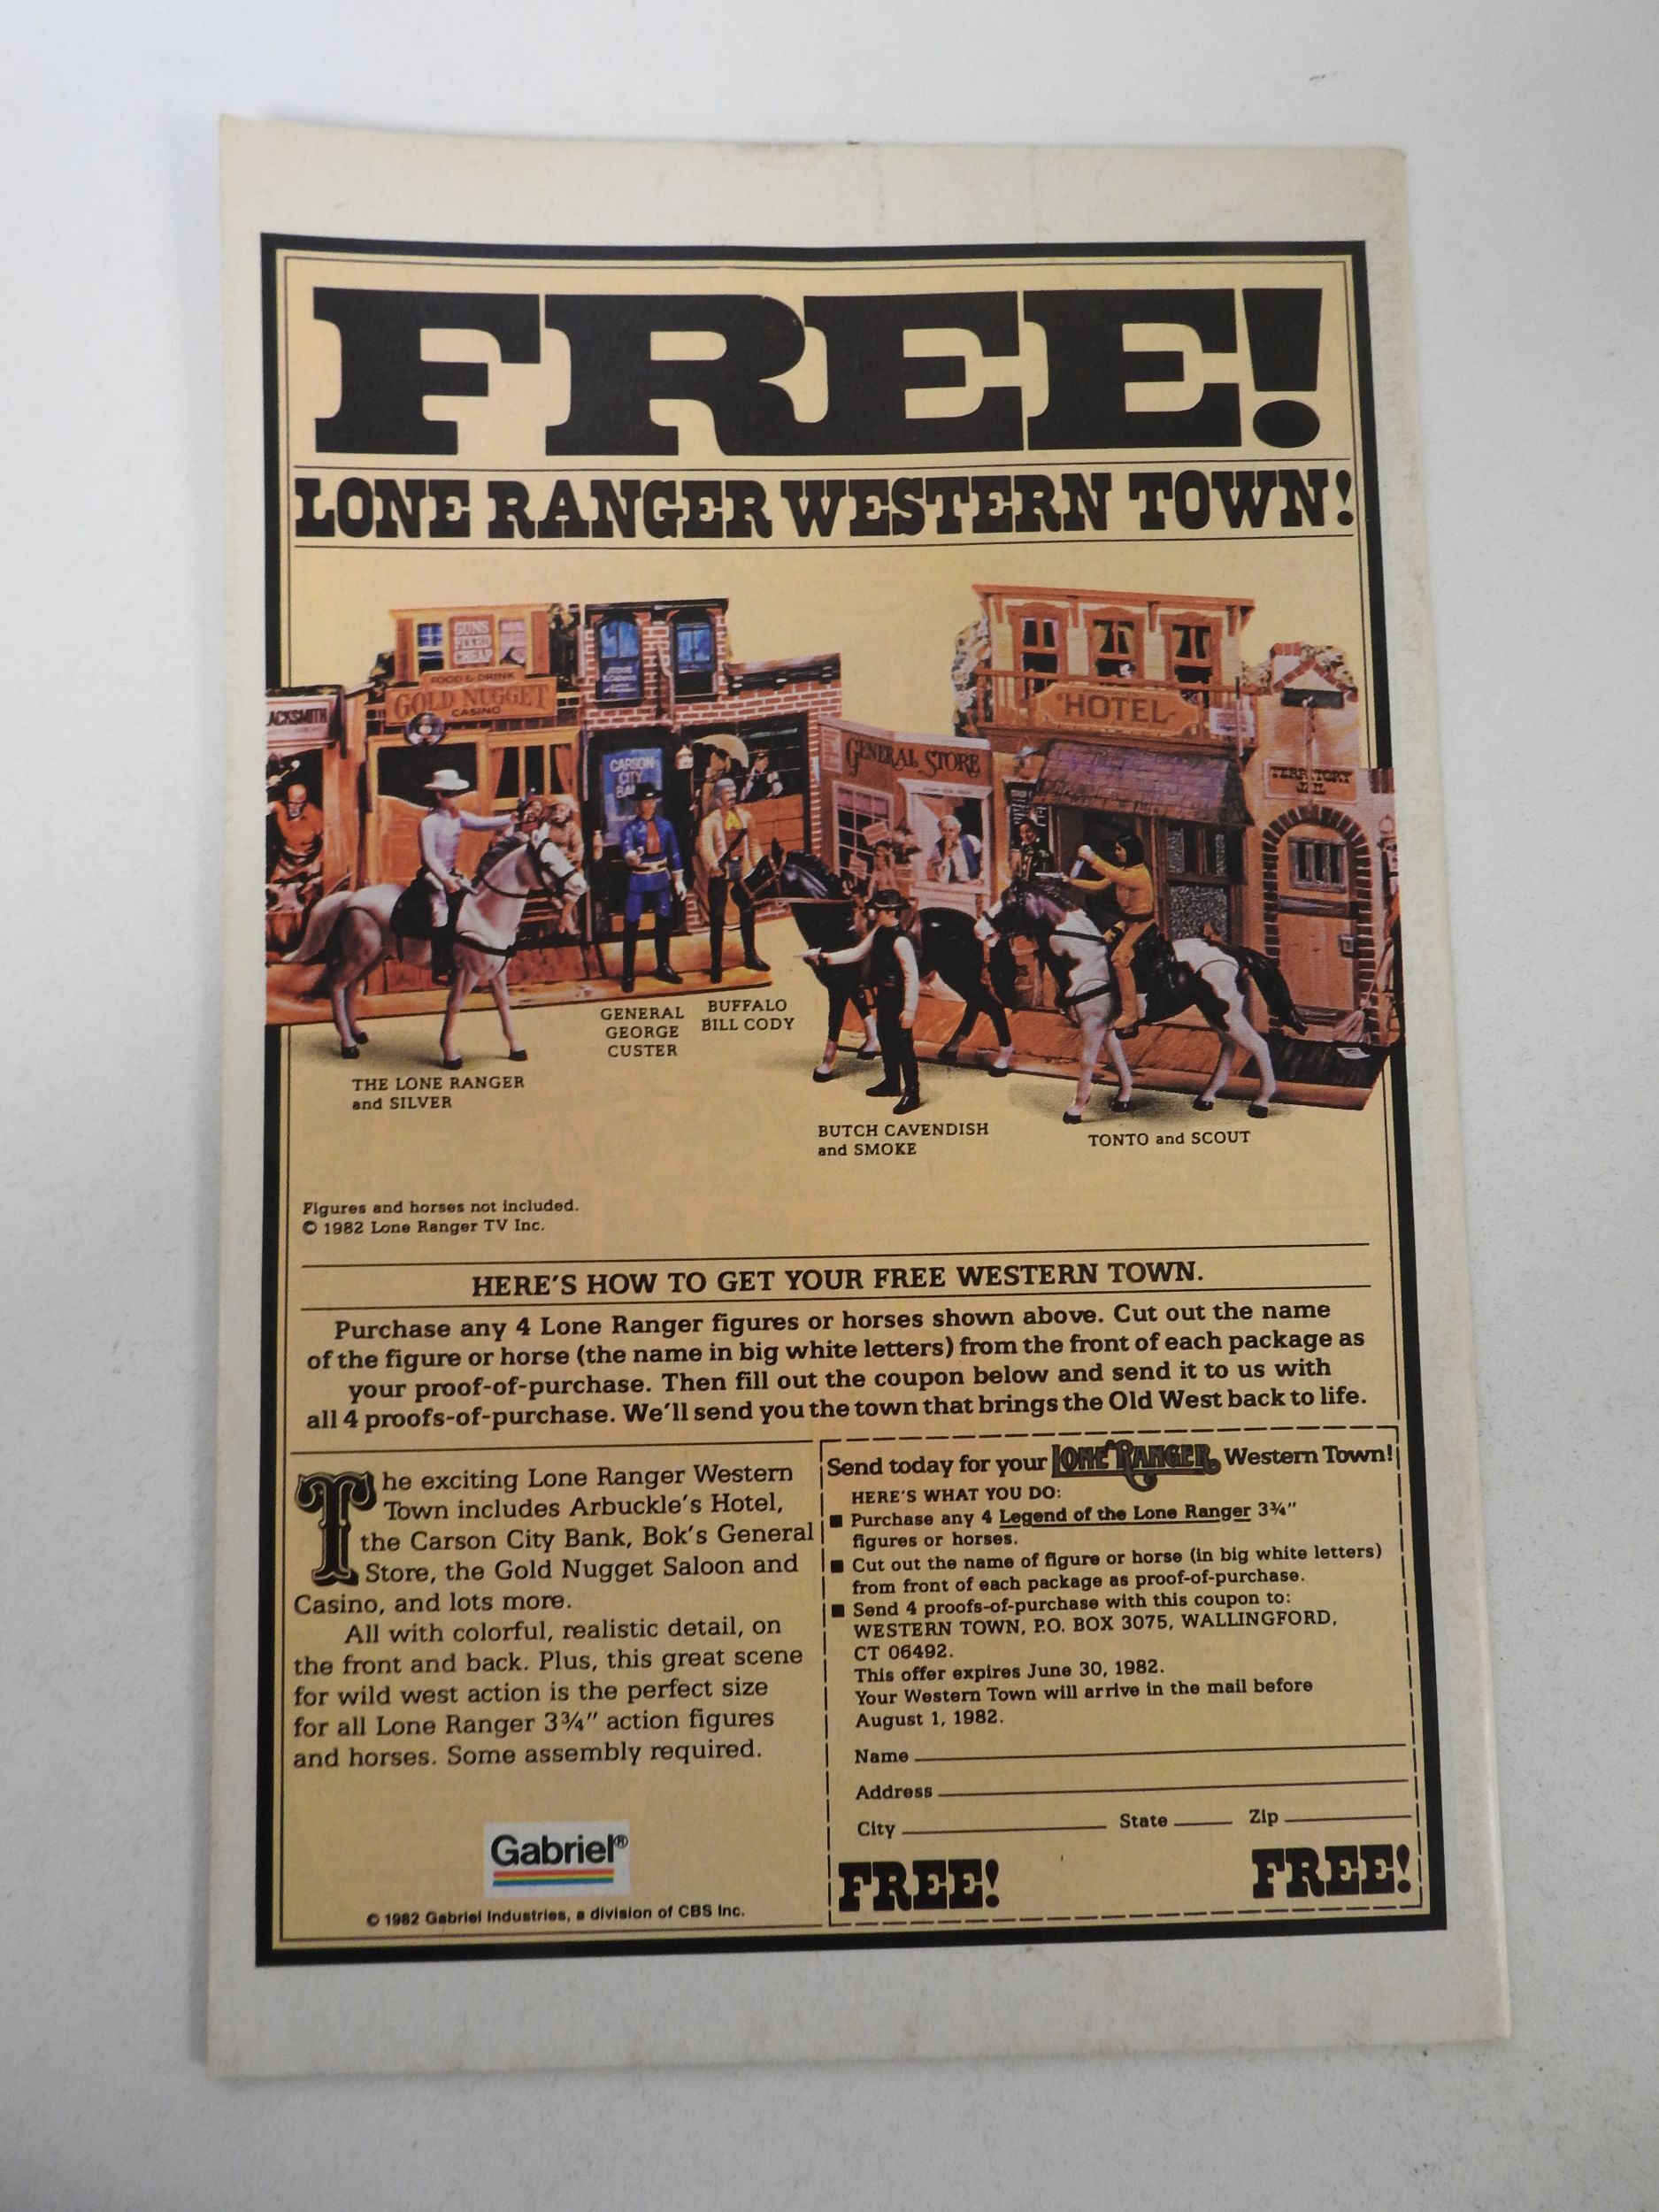 FREE!
LONE RANGER WESTERN TOWN!
GUNS
FIXED
CHEAP
FOOD & DRINK
GOLD NUGGET
CASINO
ACKSMITH
CARSON
CITY
GENERAL STORE
HOTEL
TERRITORY
JAIL
GENERAL
GEORGE
CUSTER
BUFFALO
BILL CODY
THE LONE RANGER
and SILVER
BUTCH CAVENDISH
and SMOKE
TONTO and SCOUT
Figures and horses not included.
© 1982 Lone Ranger TV Inc.
HERE'S HOW TO GET YOUR FREE WESTERN TOWN.
Purchase any 4 Lone Ranger figures or horses shown above. Cut out the name
of the figure or horse (the name in big white letters) from the front of each package as
your proof-of-purchase. Then fill out the coupon below and send it to us with
all 4 proofs-of-purchase. We'll send you the town that brings the Old West back to life.
The exciting Lone Ranger Western
Town includes Arbuckle's Hotel,
the Carson City Bank, Bok's General
Store, the Gold Nugget Saloon and
Casino, and lots more.
All with colorful, realistic detail, on
the front and back. Plus, this great scene
for wild west action is the perfect size
for all Lone Ranger 3¾" action figures
and horses. Some assembly required.
Gabriel®
© 1982 Gabriel Industries, a division of CBS Inc.
Send today for your LONE RANGER Western Town!
HERE'S WHAT YOU DO:
■ Purchase any 4 Legend of the Lone Ranger 3¾"
figures or horses.
■ Cut out the name of figure or horse (in big white letters)
from front of each package as proof-of-purchase.
■ Send 4 proofs-of-purchase with this coupon to:
WESTERN TOWN, P.O. BOX 3075, WALLINGFORD,
CT 06492.
This offer expires June 30, 1982.
Your Western Town will arrive in the mail before
August 1, 1982.
Name
Address
City State Zip
FREE! FREE!